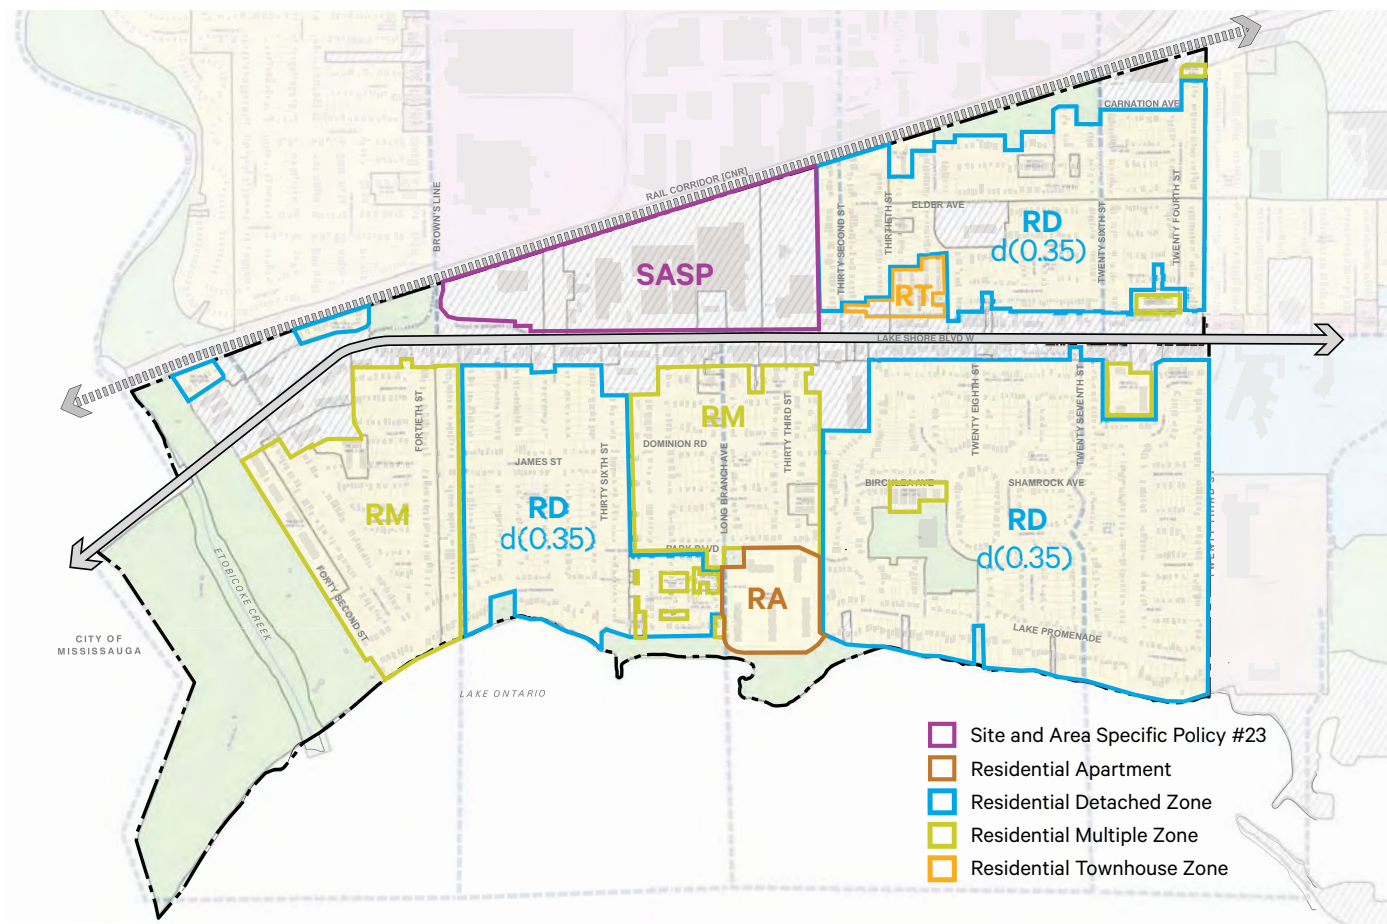 CARNATION AVE
RAIL CORRIDOR [CNR]
BROWN'S LINE
THIRTY SECOND ST
THIRTIETH ST
ELDER AVE
RD
d(0.35)
TWENTY SIXTH ST
TWENTY FOURTH ST
SASP
RT
LAKE SHORE BLVD W
FORTIETH ST
RM
DOMINION RD
THIRTY THIRD ST
TWENTY EIGHTH ST
TWENTY SEVENTH ST
JAMES ST
THIRTY SIXTH ST
LONG BRANCH AVE
BIRCHLEA AVE
SHAMROCK AVE
RM
RD
d(0.35)
RD
d(0.35)
PARK BLVD
TWENTY THIRD ST
ETOBICOKE CREEK
FORTY SECOND ST
RA
LAKE PROMENADE
CITY OF
MISSISSAUGA
LAKE ONTARIO
Site and Area Specific Policy #23
Residential Apartment
Residential Detached Zone
Residential Multiple Zone
Residential Townhouse Zone